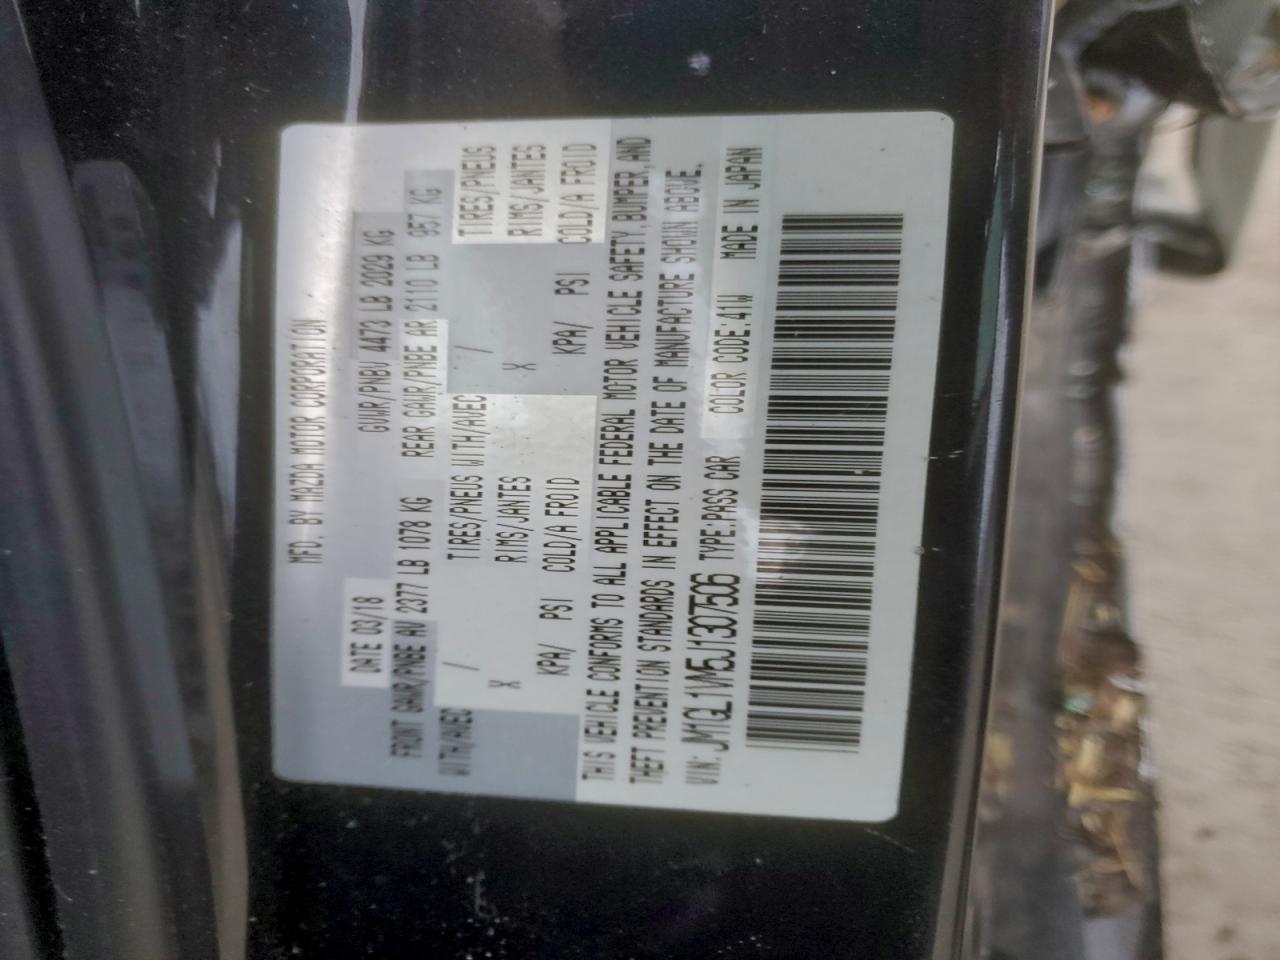 MFD. BY MAZDA MOTOR CORPORATION
DATE 03/18 GVWR/PNBV 4473 LB 2029 KG
FRONT GAWR/PNBE AV 2377 LB 1078 KG REAR GAWR/PNBE AR 2110 LB 957 KG
WITH/AVEC / TIRES/PNEUS WITH/AVEC / TIRES/PNEUS
X RIMS/JANTES X RIMS/JANTES
KPA/ PSI COLD/A FROID KPA/ PSI COLD/A FROID
THIS VEHICLE CONFORMS TO ALL APPLICABLE FEDERAL MOTOR VEHICLE SAFETY, BUMPER, AND
THEFT PREVENTION STANDARDS IN EFFECT ON THE DATE OF MANUFACTURE SHOWN ABOVE.
VIN: JM1GL1VM5J1307506 TYPE:PASS CAR COLOR CODE:41W MADE IN JAPAN